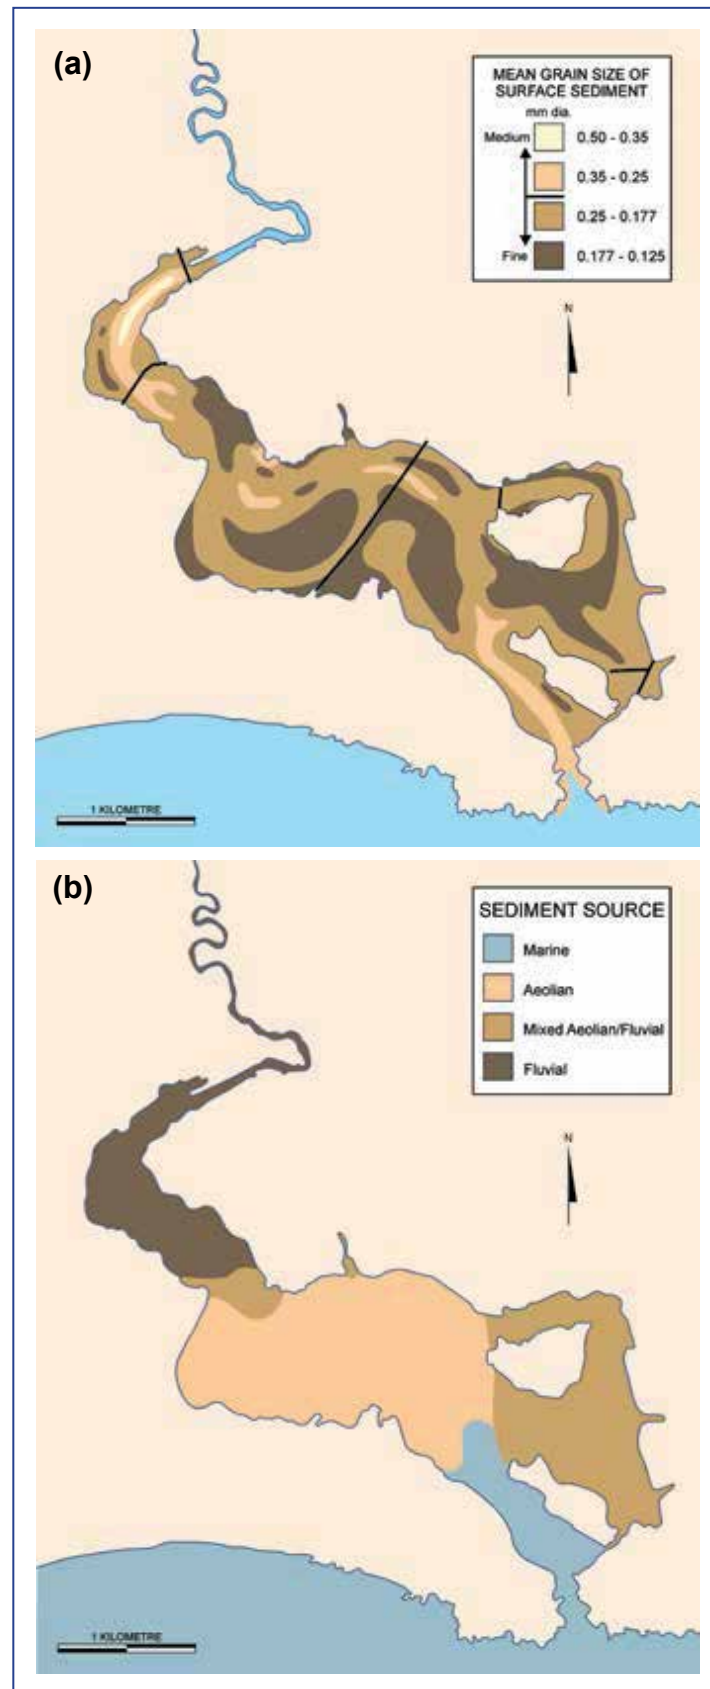 (a)
MEAN GRAIN SIZE OF
SURFACE SEDIMENT
mm dia.
Medium 0.50 - 0.35
0.35 - 0.25
0.25 - 0.177
Fine 0.177 - 0.125
N
1 KILOMETRE
(b)
SEDIMENT SOURCE
Marine
Aeolian
Mixed Aeolian/Fluvial
Fluvial
N
1 KILOMETRE